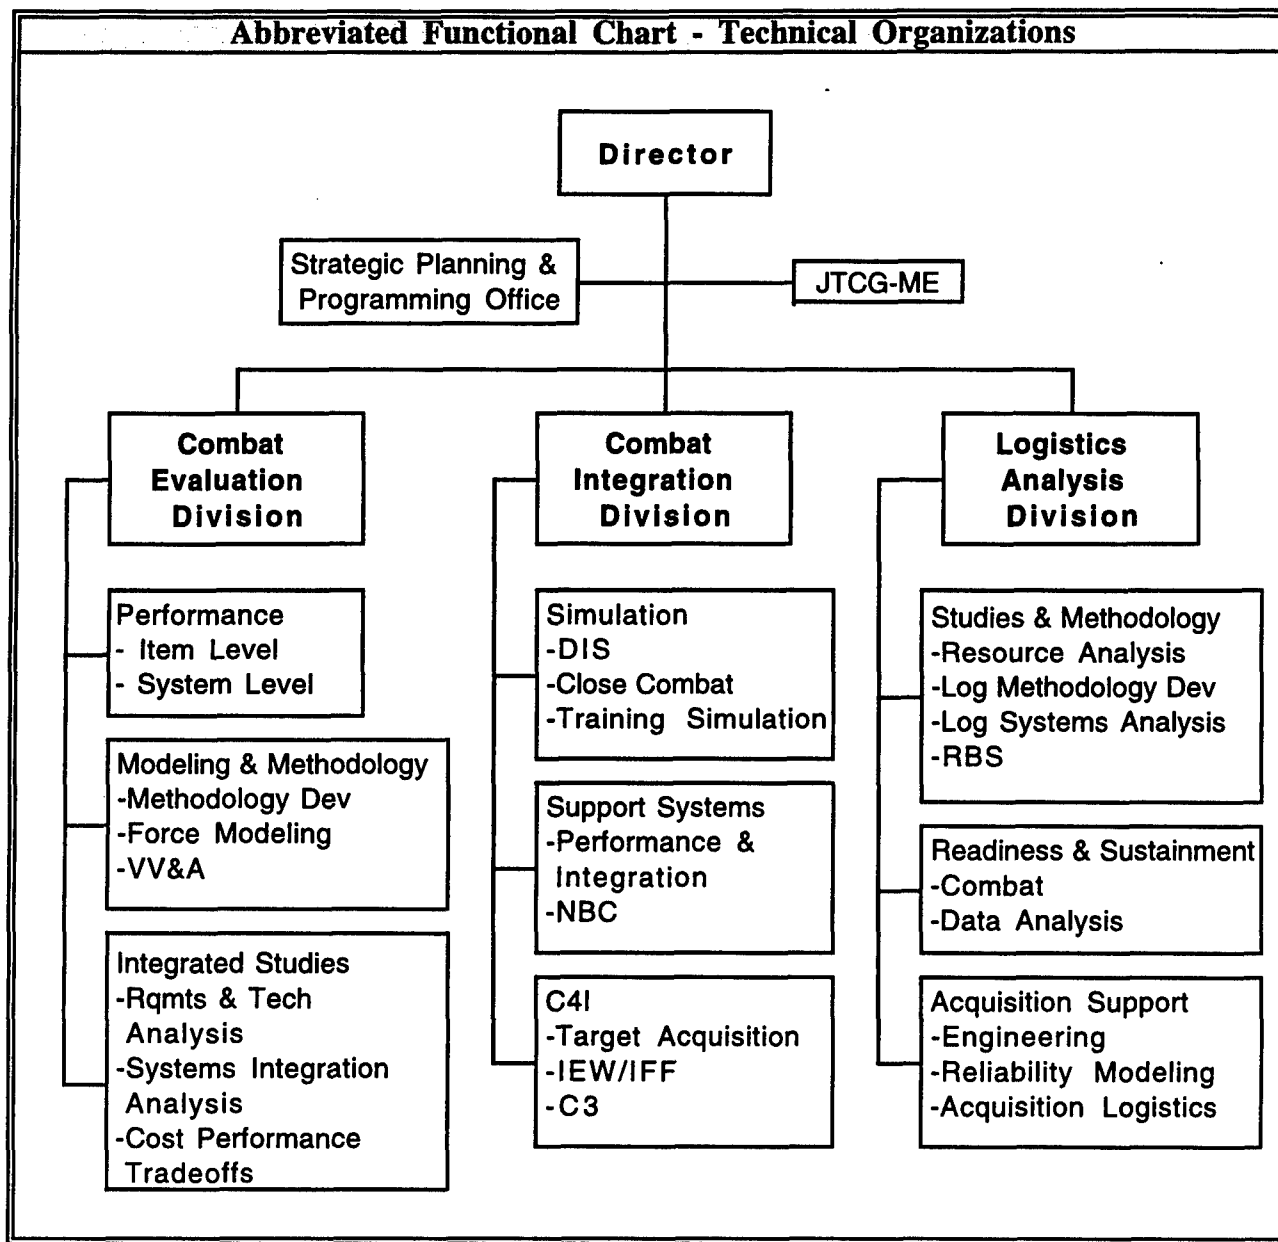 Abbreviated Functional Chart - Technical Organizations
Director
Strategic Planning &
Programming Office
JTCG-ME
Combat
Evaluation
Division
Performance
- Item Level
- System Level
Modeling & Methodology
-Methodology Dev
-Force Modeling
-VV&A
Integrated Studies
-Rqmts & Tech
Analysis
-Systems Integration
Analysis
-Cost Performance
Tradeoffs
Combat
Integration
Division
Simulation
-DIS
-Close Combat
-Training Simulation
Support Systems
-Performance &
Integration
-NBC
C4I
-Target Acquisition
-IEW/IFF
-C3
Logistics
Analysis
Division
Studies & Methodology
-Resource Analysis
-Log Methodology Dev
-Log Systems Analysis
-RBS
Readiness & Sustainment
-Combat
-Data Analysis
Acquisition Support
-Engineering
-Reliability Modeling
-Acquisition Logistics